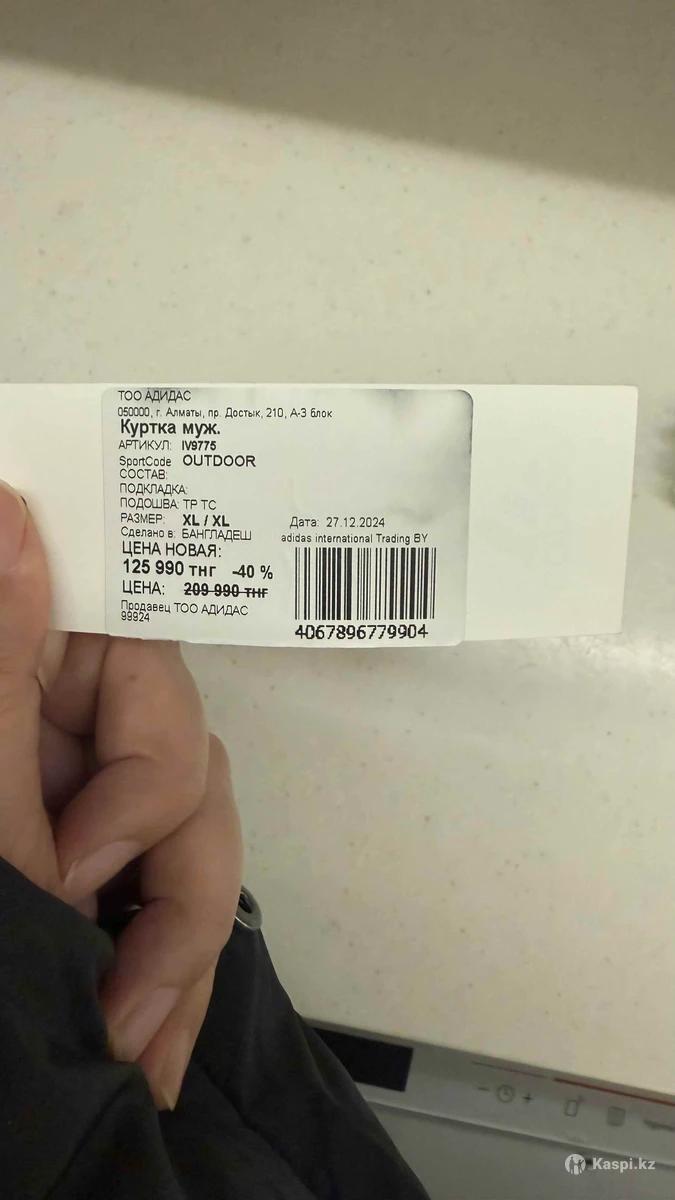 ТОО АДИДАС
050000, г. Алматы, пр. Достык, 210, А-3 блок
Куртка муж.
АРТИКУЛ: IV9775
SportCode OUTDOOR
СОСТАВ:
ПОДКЛАДКА:
ПОДОШВА: ТР ТС
РАЗМЕР: XL / XL
Сделано в: БАНГЛАДЕШ
ЦЕНА НОВАЯ:
125 990 тнг -40 %
ЦЕНА: 209 990 тнг
Продавец ТОО АДИДАС
99924
Дата: 27.12.2024
adidas international Trading BY
4067896779904
- +
Kaspi.kz